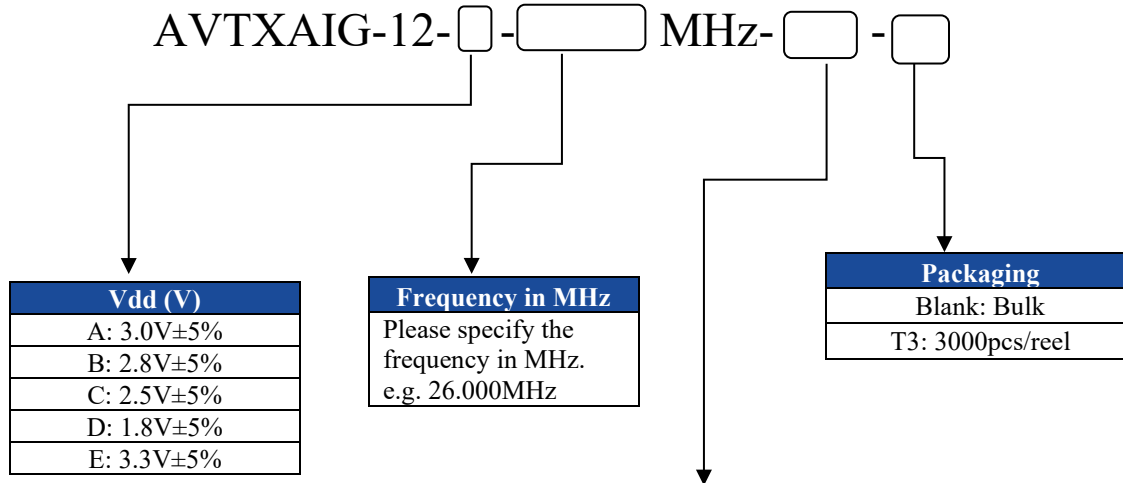 AVTXAIG-12- - MHz- -
Vdd (V)
A: 3.0V±5%
B: 2.8V±5%
C: 2.5V±5%
D: 1.8V±5%
E: 3.3V±5%
Frequency in MHz
Please specify the
frequency in MHz.
e.g. 26.000MHz
Packaging
Blank: Bulk
T3: 3000pcs/reel